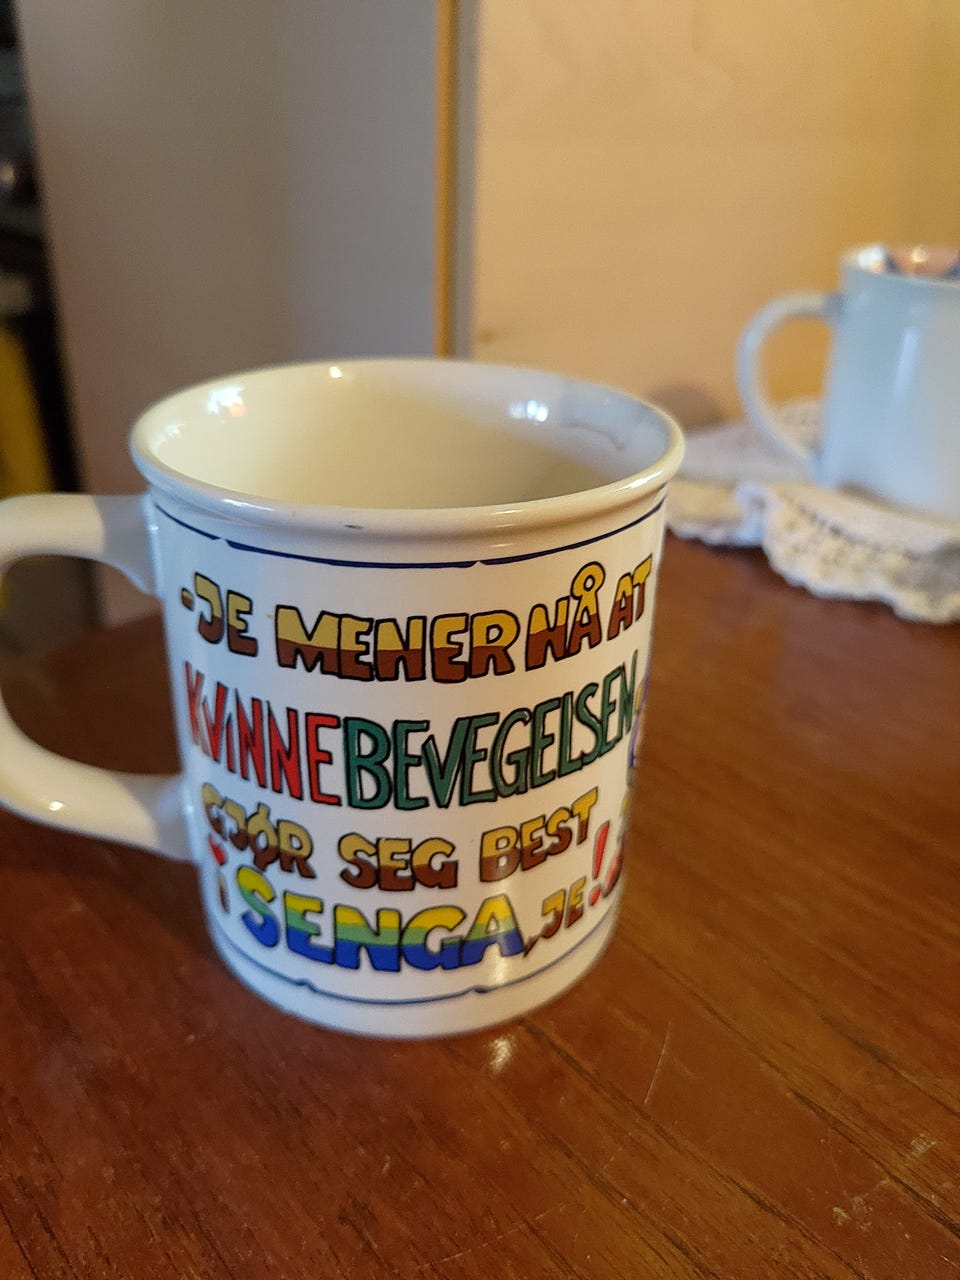 -JE MENER NÅ AT
KVINNEBEVEGELSEN
GJØR SEG BEST
i SENGA, JE!